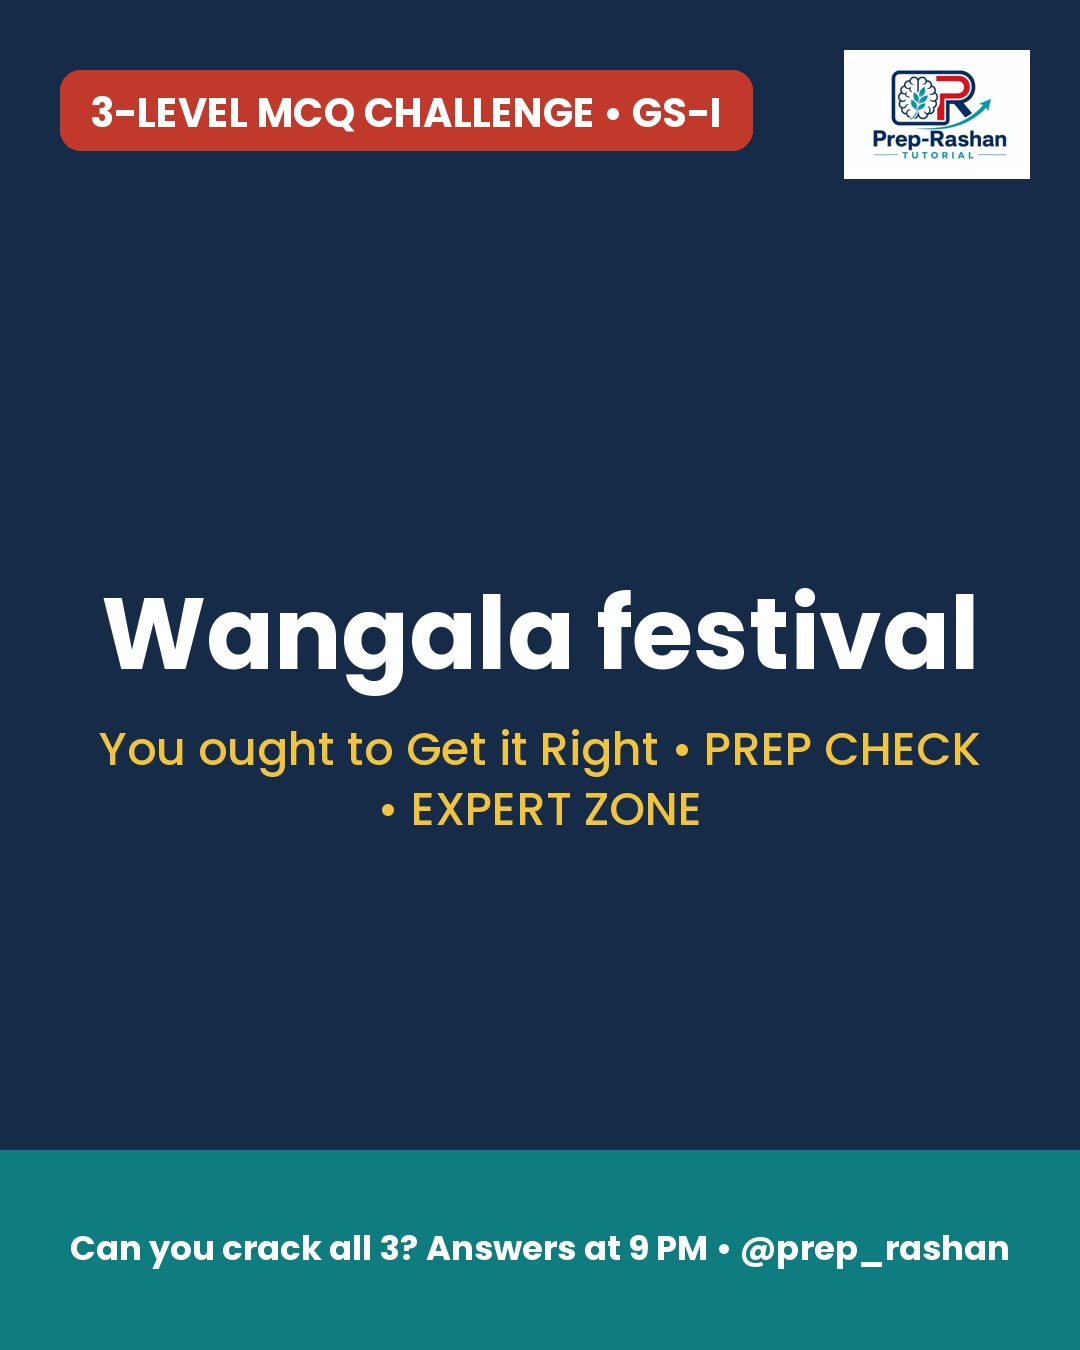 3-LEVEL MCQ CHALLENGE • GS-I
Prep-Rashan
TUTORIAL
Wangala festival
You ought to Get it Right • PREP CHECK
• EXPERT ZONE
Can you crack all 3? Answers at 9 PM • @prep_rashan